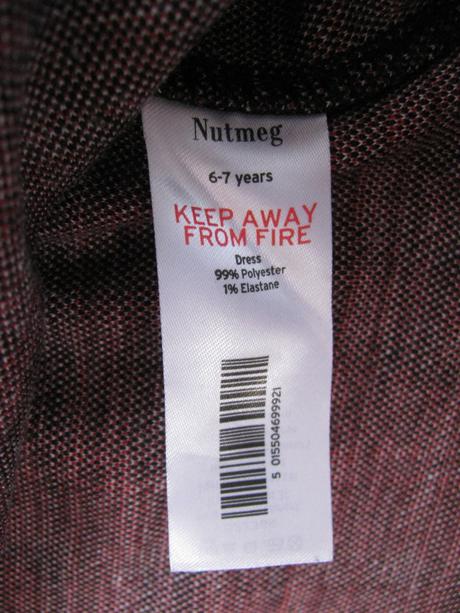 Nutmeg
6-7 years
KEEP AWAY
FROM FIRE
Dress
99% Polyester
1% Elastane
5 015504699921